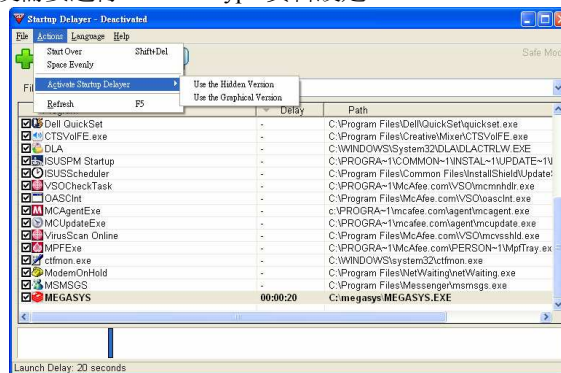 Startup Delayer - Deactivated
File Actions Language Help
Start Over Shift+Del
Space Evenly
Activate Startup Delayer
Refresh F5
Use the Hidden Version
Use the Graphical Version
Safe Mod
Fil
Delay Path
Dell QuickSet - C:\Program Files\Dell\QuickSet\quickset.exe
CTSVolFE.exe - C:\Program Files\Creative\Mixer\CTSVolFE.exe
DLA - C:\WINDOWS\System32\DLA\DLACTRLW.EXE
ISUSPM Startup - C:\PROGRA~1\COMMON~1\INSTAL~1\UPDATE~1\I
ISUSScheduler - C:\Program Files\Common Files\InstallShield\Update
VSOCheckTask - C:\PROGRA~1\McAfee.com\VSO\mcmnhdlr.exe
OASClnt - C:\Program Files\McAfee.com\VSO\oasclnt.exe
MCAgentExe - c:\PROGRA~1\mcafee.com\agent\mcagent.exe
MCUpdateExe - C:\PROGRA~1\mcafee.com\agent\mcupdate.exe
VirusScan Online - C:\Program Files\McAfee.com\VSO\mcvsshld.exe
MPFExe - C:\PROGRA~1\McAfee.com\PERSON~1\MpfTray.ex
ctfmon.exe - C:\WINDOWS\system32\ctfmon.exe
ModemOnHold - C:\Program Files\NetWaiting\netWaiting.exe
MSMSGS - C:\Program Files\Messenger\msmsgs.exe
MEGASYS 00:00:20 C:\megasys\MEGASYS.EXE
Launch Delay: 20 seconds